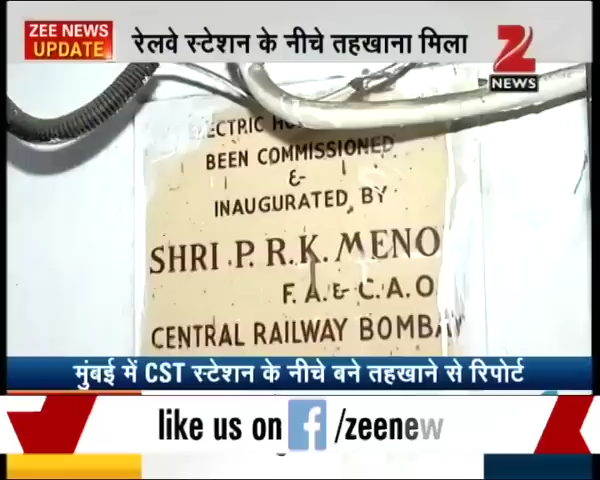 ZEE NEWS
UPDATE
रेलवे स्टेशन के नीचे तहखाना मिला
Z
NEWS
BEEN COMMISSIONED
&
INAUGURATED, BY
SHRI P. R. K. MENO
F. A. & C. A. O
CENTRAL RAILWAY BOMBAY
मुंबई में CST स्टेशन के नीचे बने तहखाने से रिपोर्ट
like us on f /zeenew